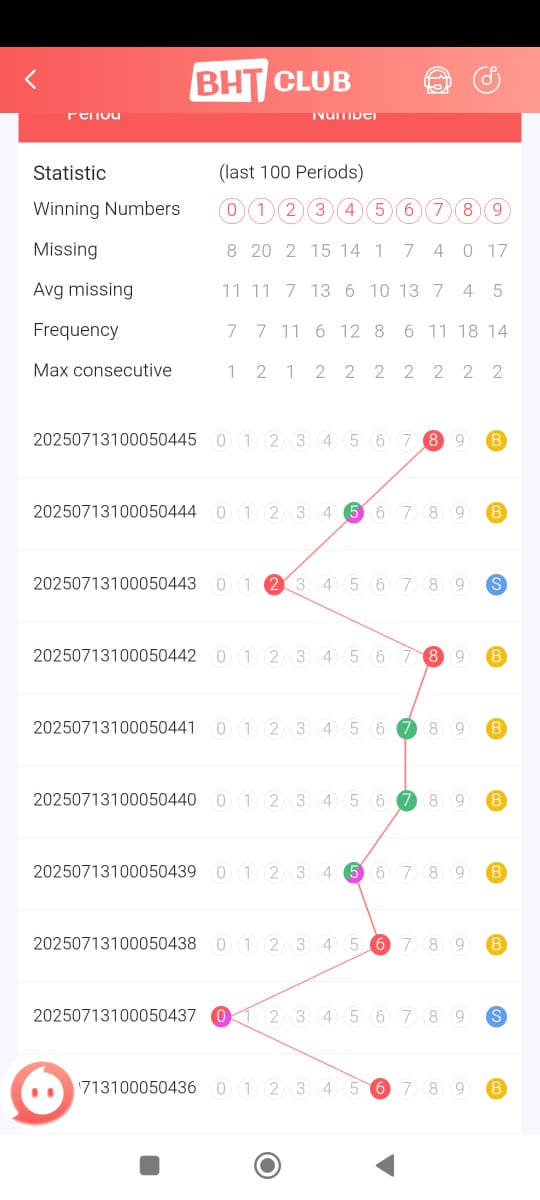 BHT CLUB
Period Number
Statistic (last 100 Periods)
Winning Numbers 0 1 2 3 4 5 6 7 8 9
Missing 8 20 2 15 14 1 7 4 0 17
Avg missing 11 11 7 13 6 10 13 7 4 5
Frequency 7 7 11 6 12 8 6 11 18 14
Max consecutive 1 2 1 2 2 2 2 2 2 2
20250713100050445 0 1 2 3 4 5 6 7 8 9 B
20250713100050444 0 1 2 3 4 5 6 7 8 9 B
20250713100050443 0 1 2 3 4 5 6 7 8 9 S
20250713100050442 0 1 2 3 4 5 6 7 8 9 B
20250713100050441 0 1 2 3 4 5 6 7 8 9 B
20250713100050440 0 1 2 3 4 5 6 7 8 9 B
20250713100050439 0 1 2 3 4 5 6 7 8 9 B
20250713100050438 0 1 2 3 4 5 6 7 8 9 B
20250713100050437 0 1 2 3 4 5 6 7 8 9 S
713100050436 0 1 2 3 4 5 6 7 8 9 B